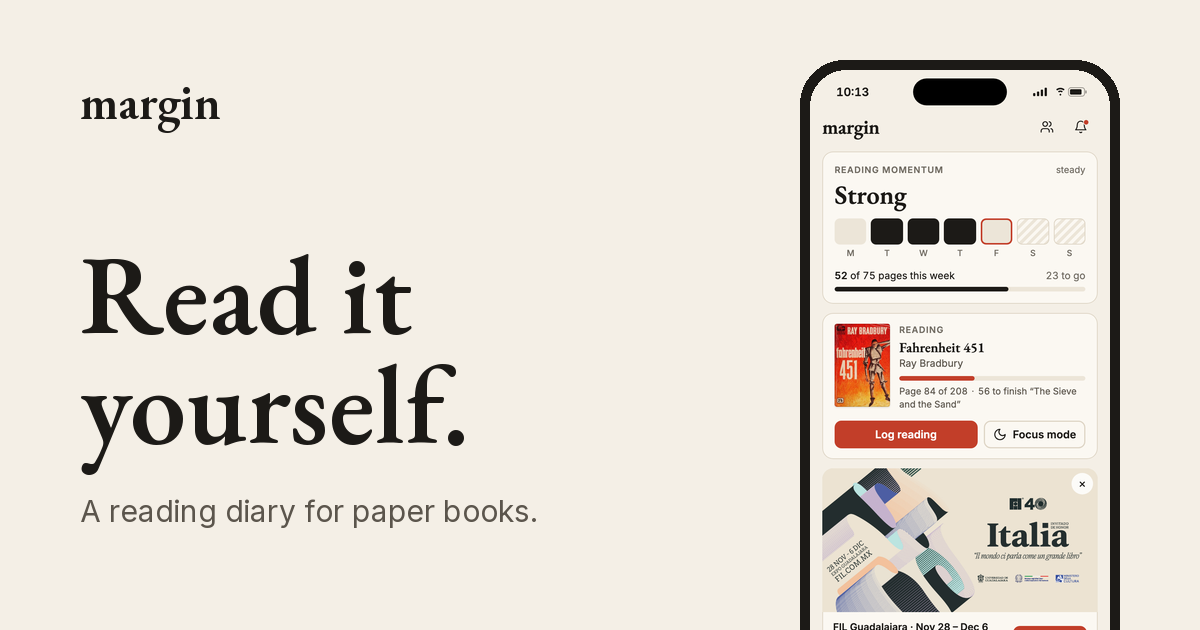 margin
Read it
yourself.
A reading diary for paper books.
10:13
margin
READING MOMENTUM
steady
Strong
M T W T F S S
52 of 75 pages this week
23 to go
RAY BRADBURY
fahrenheit
451
READING
Fahrenheit 451
Ray Bradbury
Page 84 of 208 · 56 to finish “The Sieve
and the Sand”
Log reading
Focus mode
28 NOV - 6 DIC
EXPO GUADALAJARA
FIL.COM.MX
40
Italia
“Il mondo ci parla come un grande libro”
FIL Guadalajara · Nov 28 – Dec 6